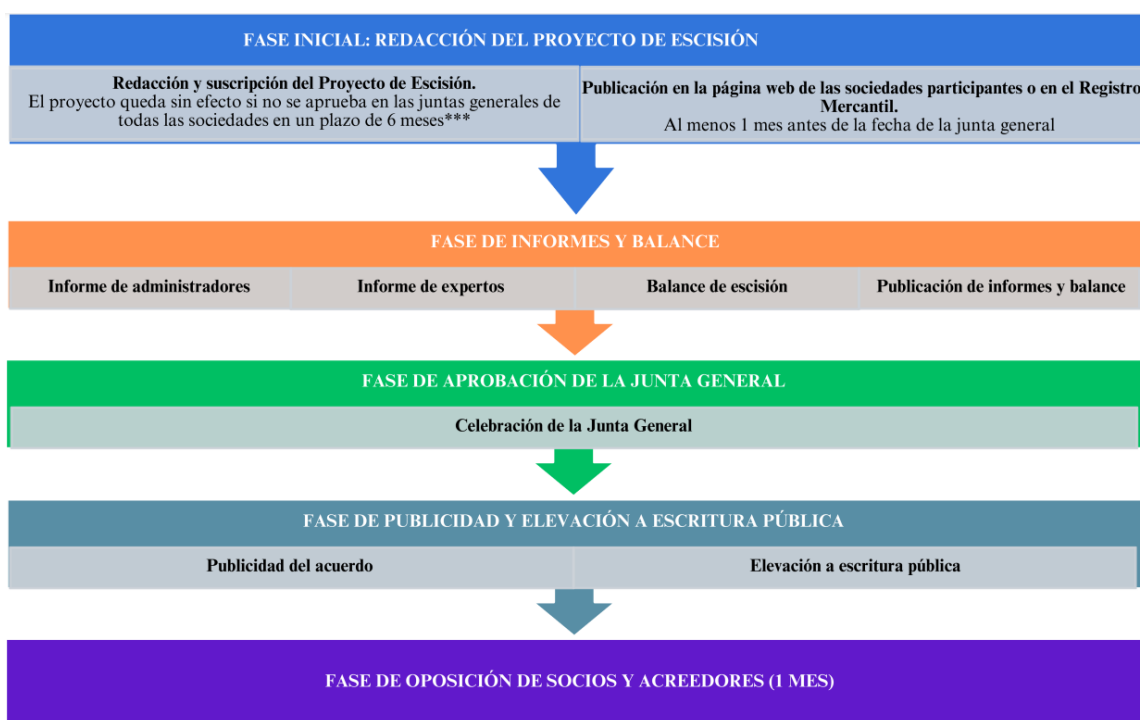 FASE INICIAL: REDACCIÓN DEL PROYECTO DE ESCISIÓN
Redacción y suscripción del Proyecto de Escisión.
El proyecto queda sin efecto si no se aprueba en las juntas generales de
todas las sociedades en un plazo de 6 meses***
Publicación en la página web de las sociedades participantes o en el Registro
Mercantil.
Al menos 1 mes antes de la fecha de la junta general
FASE DE INFORMES Y BALANCE
Informe de administradores
Informe de expertos
Balance de escisión
Publicación de informes y balance
FASE DE APROBACIÓN DE LA JUNTA GENERAL
Celebración de la Junta General
FASE DE PUBLICIDAD Y ELEVACIÓN A ESCRITURA PÚBLICA
Publicidad del acuerdo
Elevación a escritura pública
FASE DE OPOSICIÓN DE SOCIOS Y ACREEDORES (1 MES)